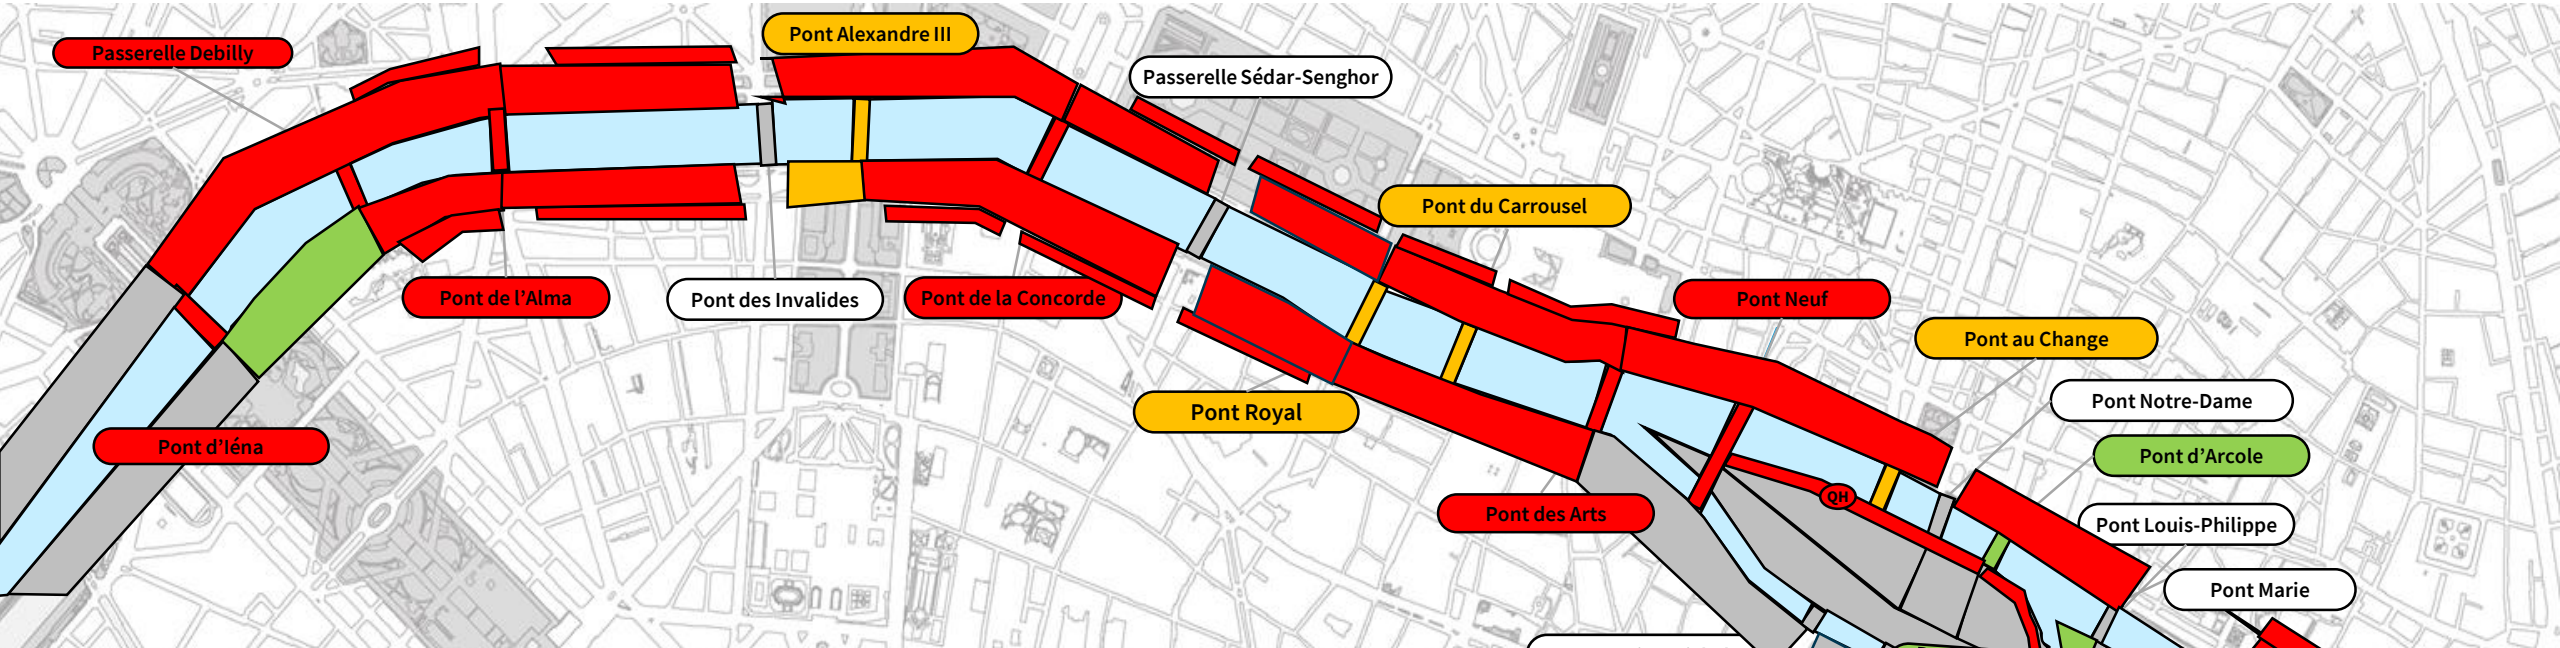 Pont Alexandre III
Passerelle Debilly
Passerelle Sédar-Senghor
Pont du Carrousel
Pont de l'Alma
Pont des Invalides
Pont de la Concorde
Pont Neuf
Pont au Change
Pont Notre-Dame
Pont Royal
Pont d'Iéna
Pont d'Arcole
QH
Pont des Arts
Pont Louis-Philippe
Pont Marie